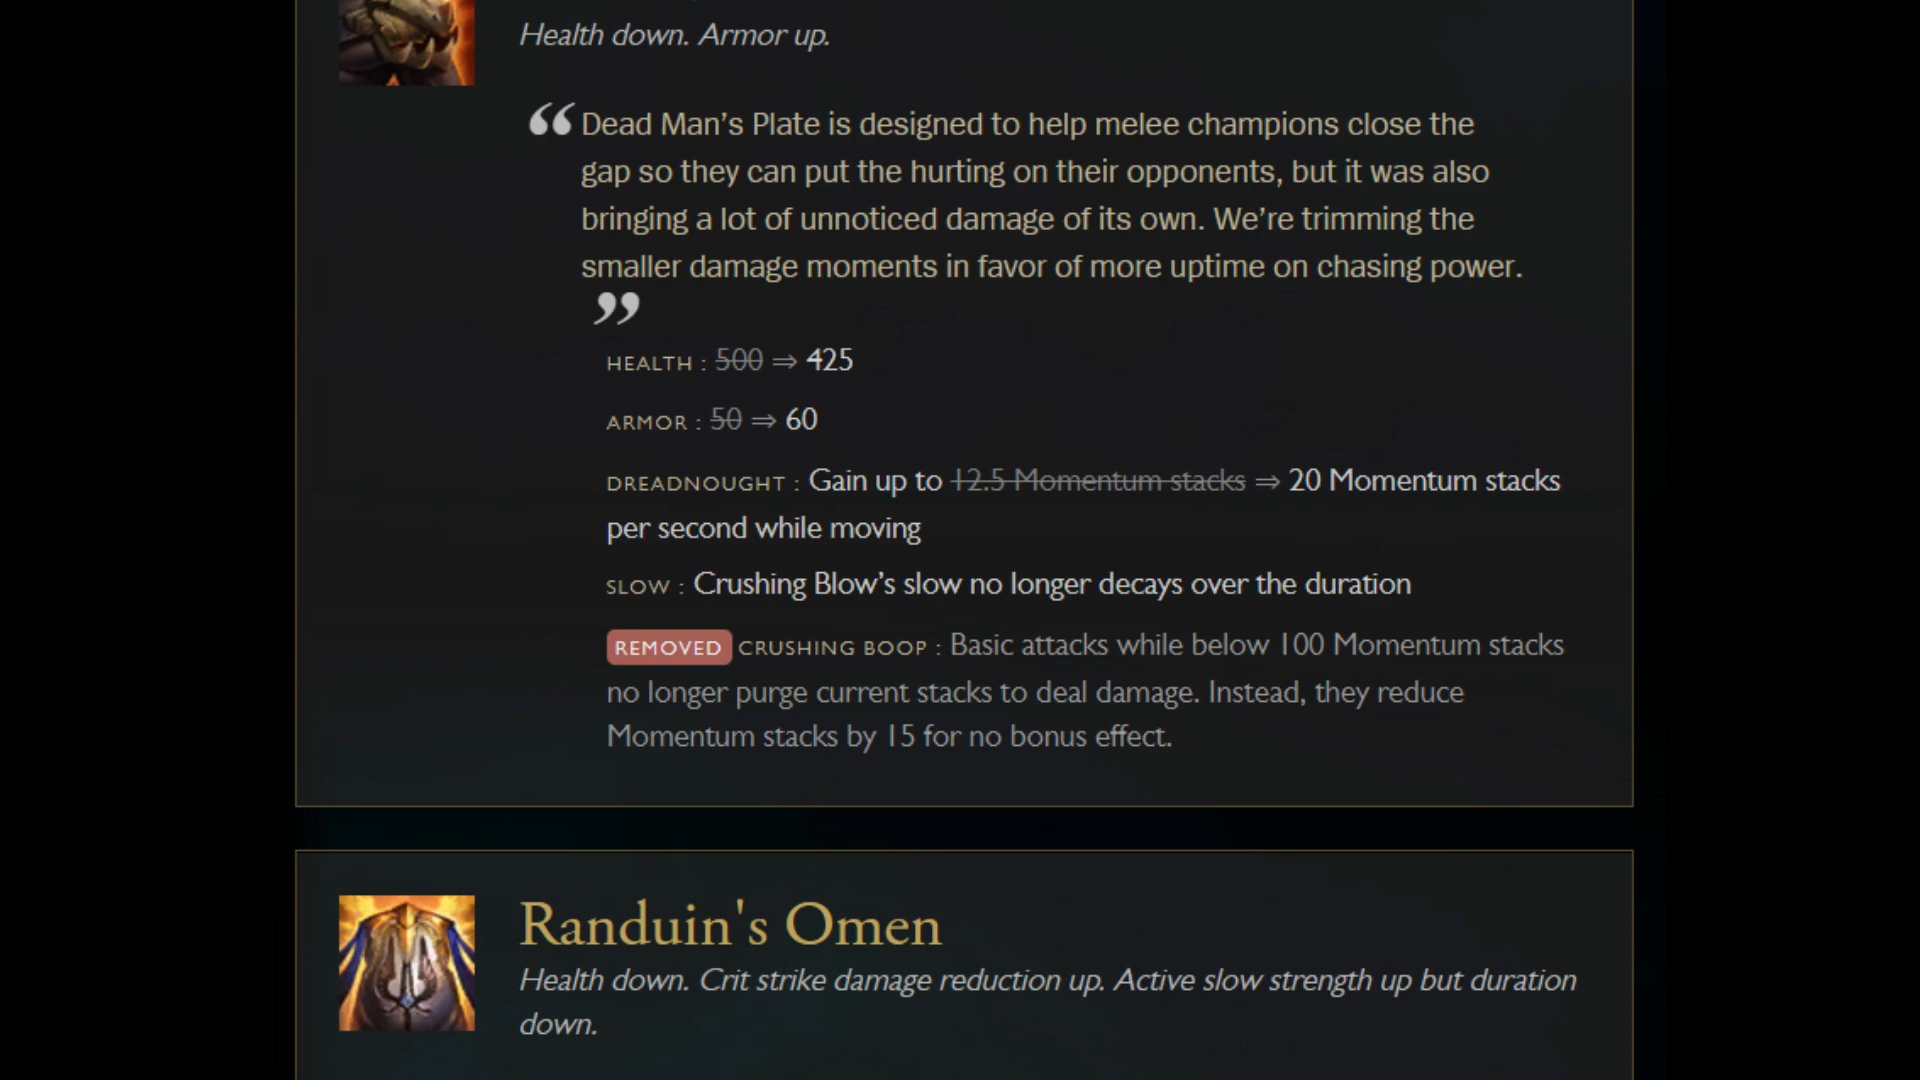 Health down. Armor up.
“ Dead Man’s Plate is designed to help melee champions close the
gap so they can put the hurting on their opponents, but it was also
bringing a lot of unnoticed damage of its own. We’re trimming the
smaller damage moments in favor of more uptime on chasing power.
”
HEALTH : 500 ⇒ 425
ARMOR : 50 ⇒ 60
DREADNOUGHT : Gain up to 12.5 Momentum stacks ⇒ 20 Momentum stacks
per second while moving
SLOW : Crushing Blow’s slow no longer decays over the duration
REMOVED CRUSHING BOOP : Basic attacks while below 100 Momentum stacks
no longer purge current stacks to deal damage. Instead, they reduce
Momentum stacks by 15 for no bonus effect.
Randuin's Omen
Health down. Crit strike damage reduction up. Active slow strength up but duration
down.